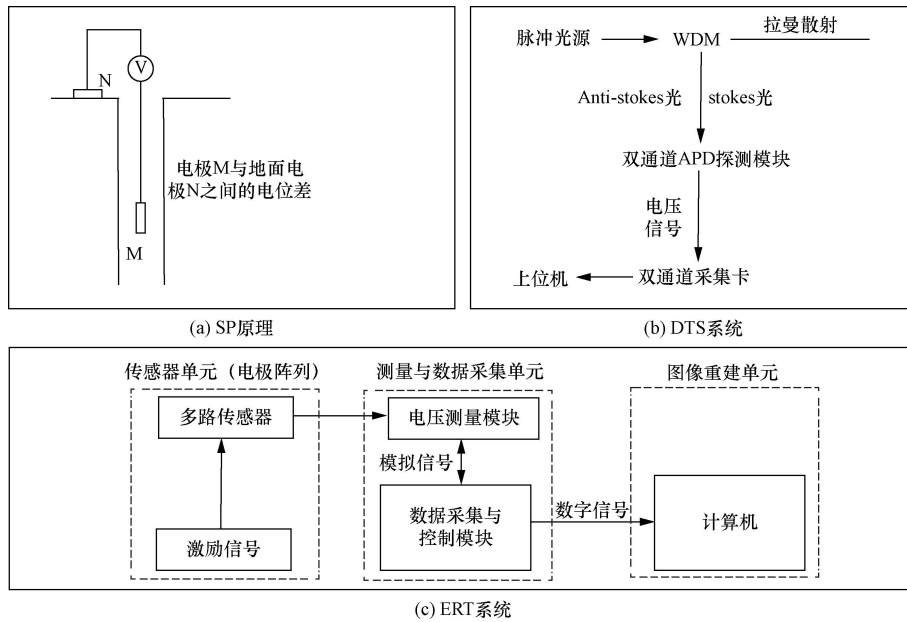 N
V
电极M与地面电
极N之间的电位差
M
(a) SP原理
脉冲光源
WDM
拉曼散射
Anti-stokes光
stokes光
双通道APD探测模块
电压
信号
上位机
双通道采集卡
(b) DTS系统
传感器单元（电极阵列）
多路传感器
激励信号
测量与数据采集单元
电压测量模块
模拟信号
数据采集与
控制模块
数字信号
图像重建单元
计算机
(c) ERT系统